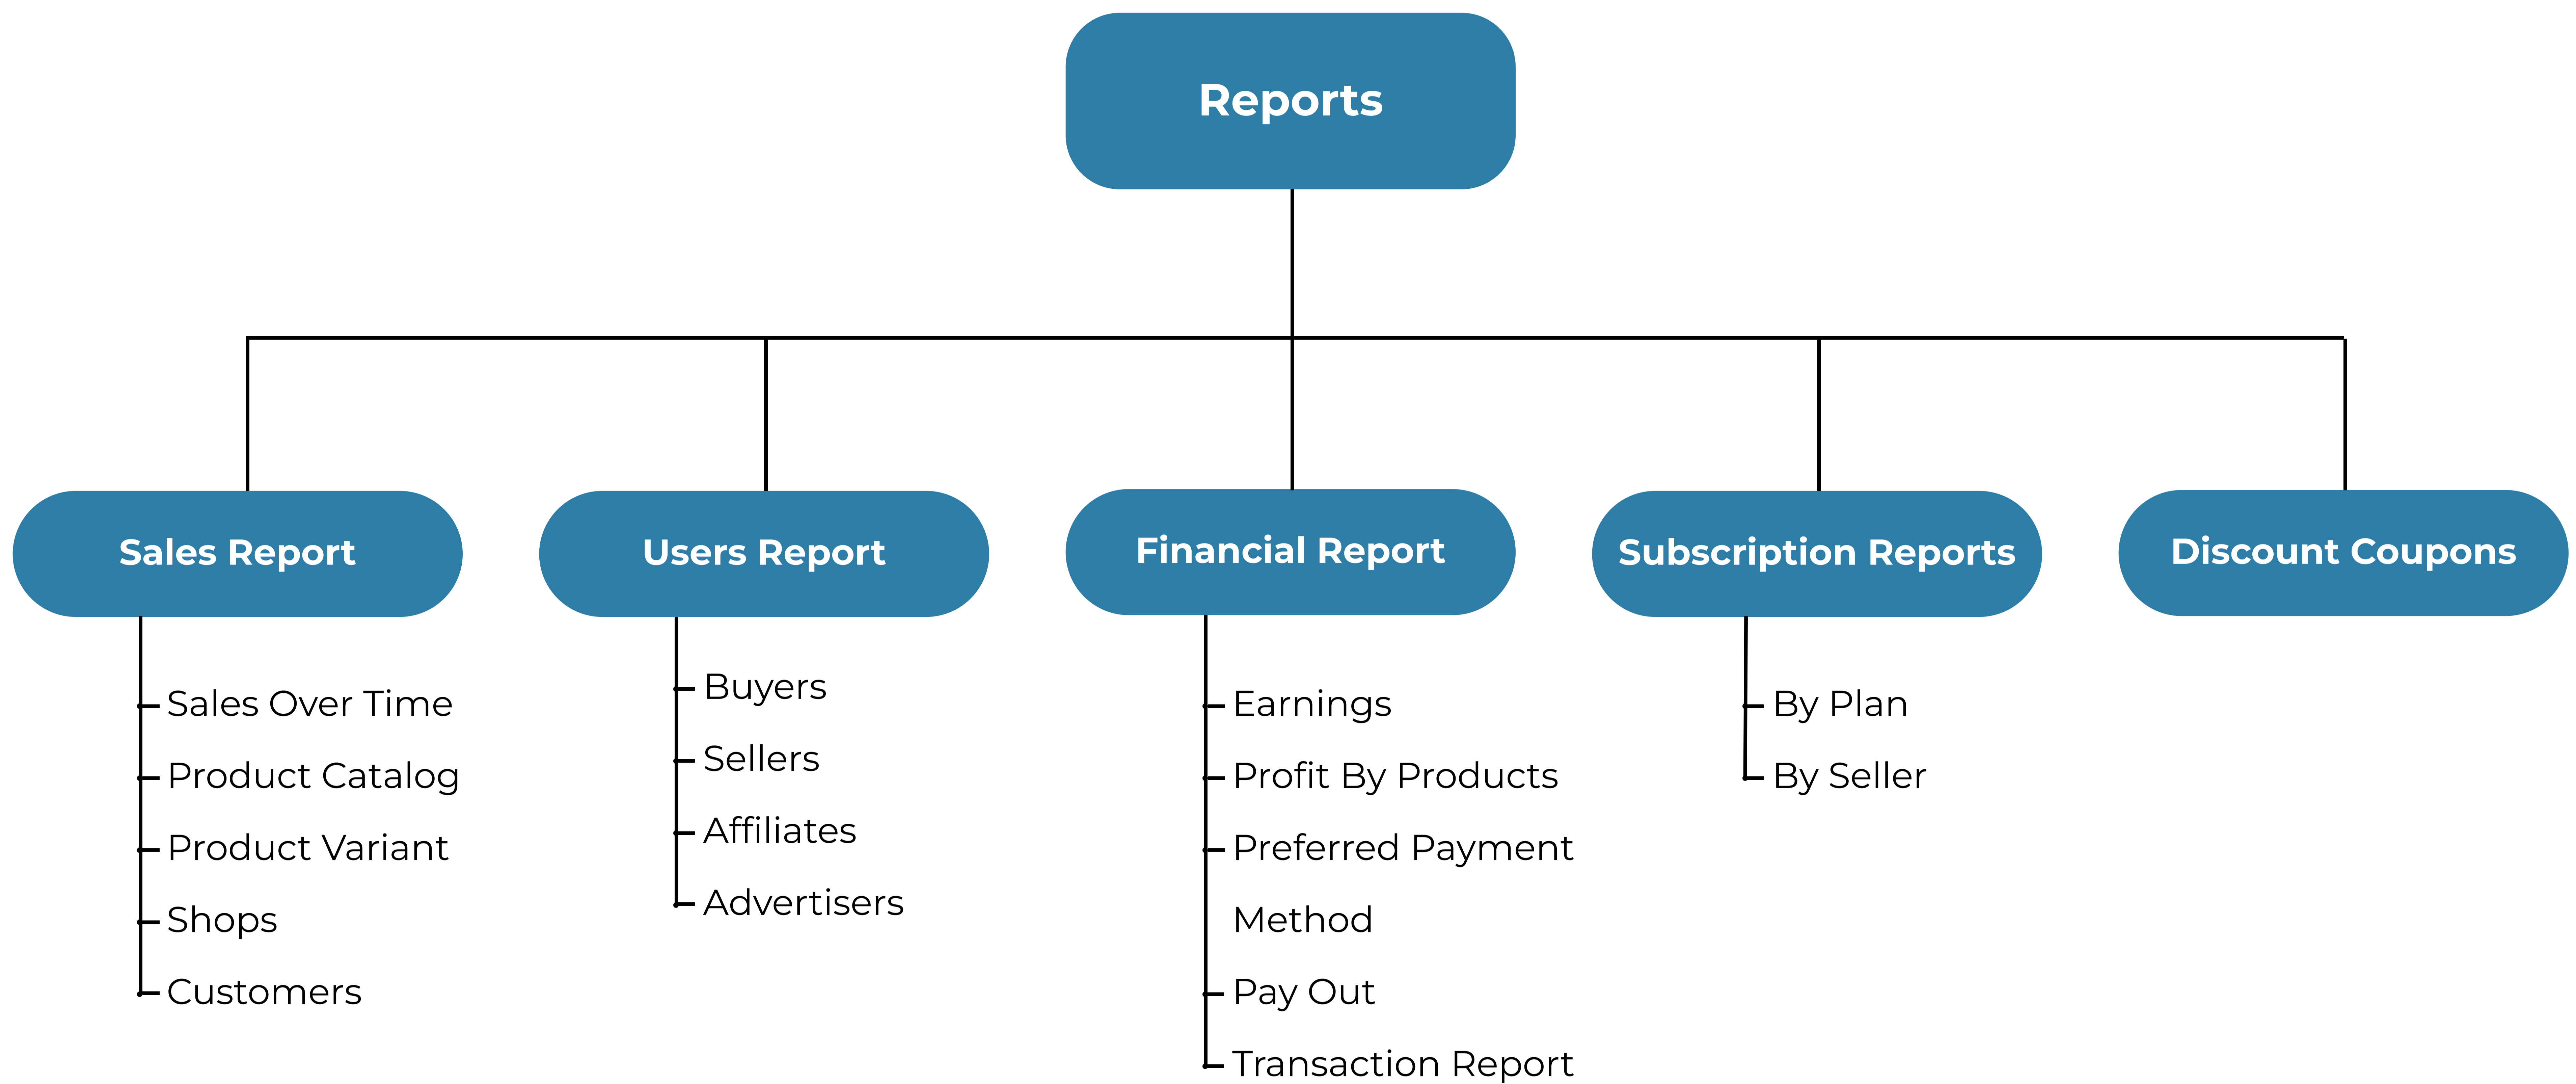 Reports
Sales Report
Sales Over Time
Product Catalog
Product Variant
Shops
Customers
Users Report
Buyers
Sellers
Affiliates
Advertisers
Financial Report
Earnings
Profit By Products
Preferred Payment
Method
Pay Out
Transaction Report
Subscription Reports
By Plan
By Seller
Discount Coupons